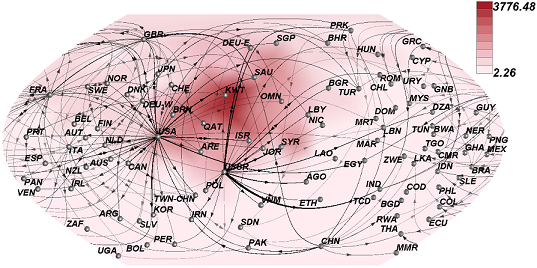 3776.48
2.26
PRK
GBR
SGP
DEU-E
BHR
GRC
HUN
CYP
JPN
SAU
NOR
ROM
FRA
SWE
DNK
CHE
KWT
BGR
TUR
CHL
URY
GNB
OMN
MYS
DEU-W
BRN
LBY
DOM
DZA
GUY
BEL
FIN
QAT
NIC
MRT
LBN
TUN
BWA
NER
PRT
AUT
USA
NLD
ISR
SYR
MAR
TGO
PNG
ITA
ARE
IQR
LAO
CMR
GHA
MEX
ESP
AUS
CAN
USSR
EGY
ZWE
LKA
IDN
BRA
NZL
PAN
IRL
POL
AGO
IND
COD
PHL
SLE
VEN
TWN-CHN
VNM
ETH
TCD
BGD
COL
ARG
KOR
SLV
IRN
SDN
RWA
ECU
ZAF
THA
PER
BOL
PAK
CHN
UGA
MMR